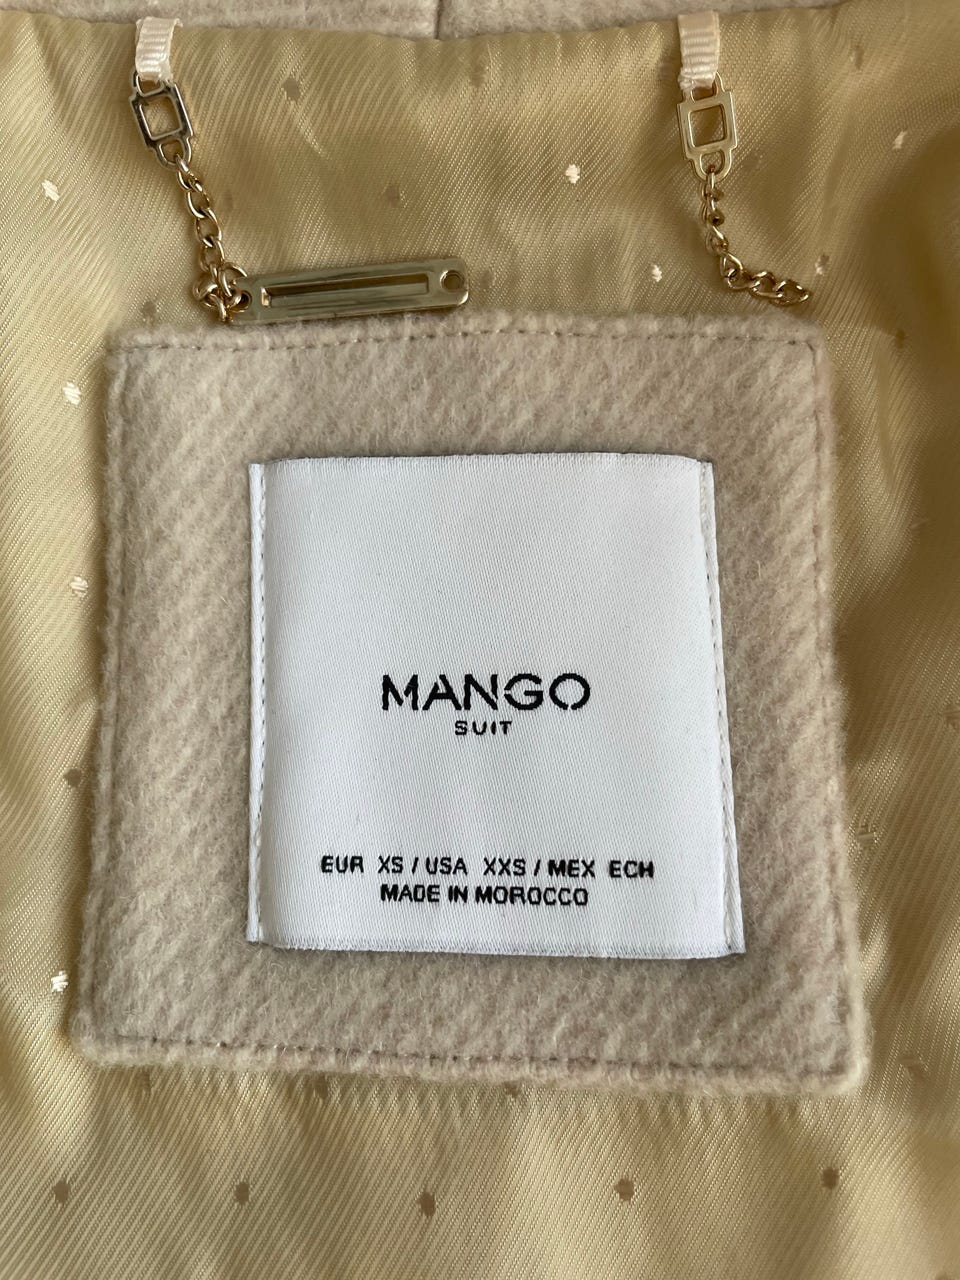 MANGO
SUIT
EUR XS / USA XXS / MEX ECH
MADE IN MOROCCO